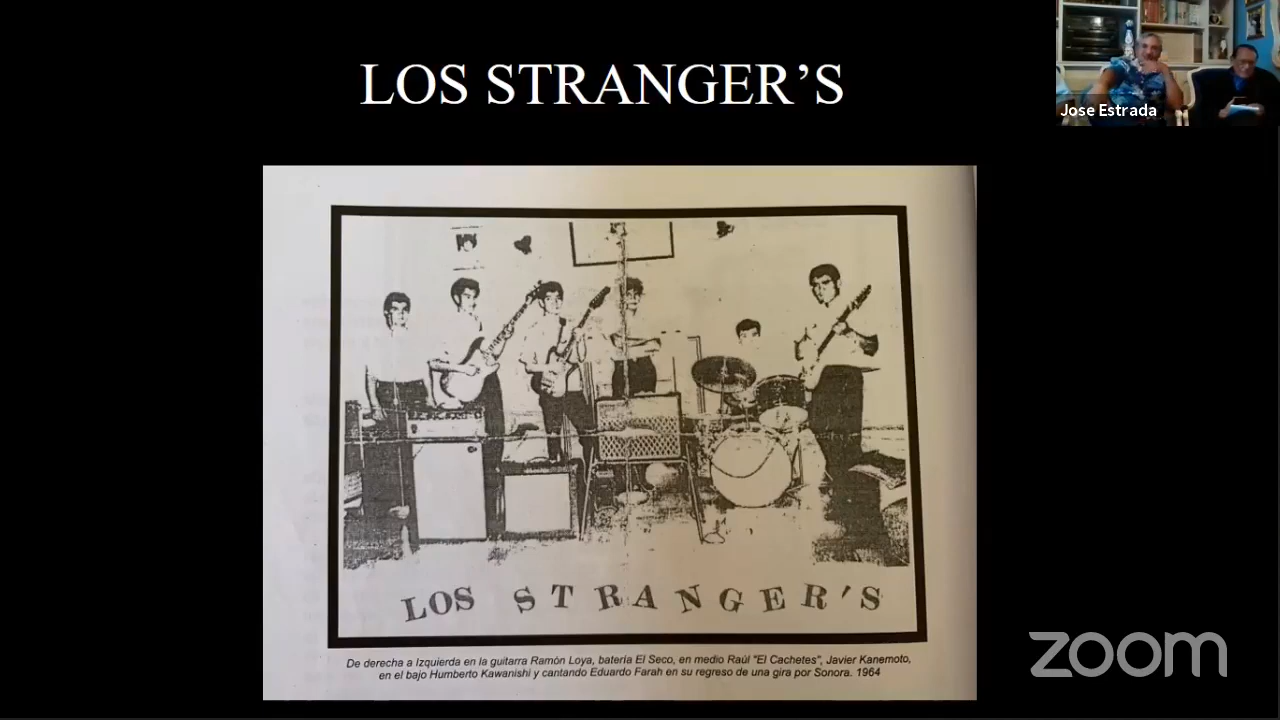 LOS STRANGER’S
Jose Estrada
LOS STRANGER'S
De derecha a Izquierda en la guitarra Ramón Loya, batería El Seco, en medio Raúl "El Cachetes", Javier Kanemoto,
en el bajo Humberto Kawanishi y cantando Eduardo Farah en su regreso de una gira por Sonora. 1964
zoom